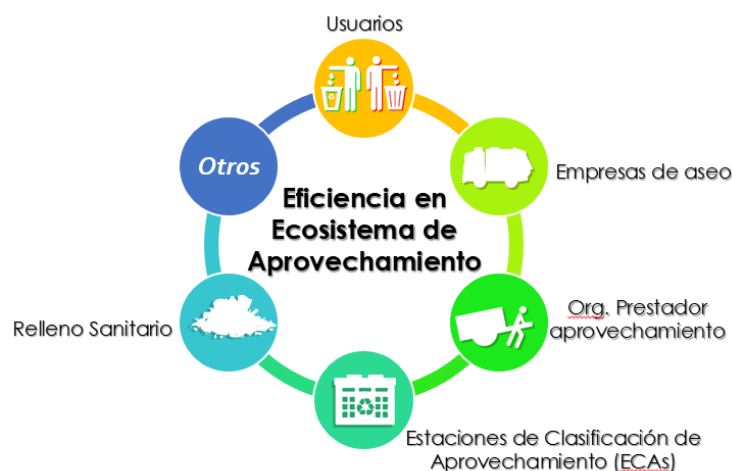 Usuarios
Empresas de aseo
Otros
Eficiencia en
Ecosistema de
Aprovechamiento
Org. Prestador
aprovechamiento
Relleno Sanitario
Estaciones de Clasificación de
Aprovechamiento (ECAs)